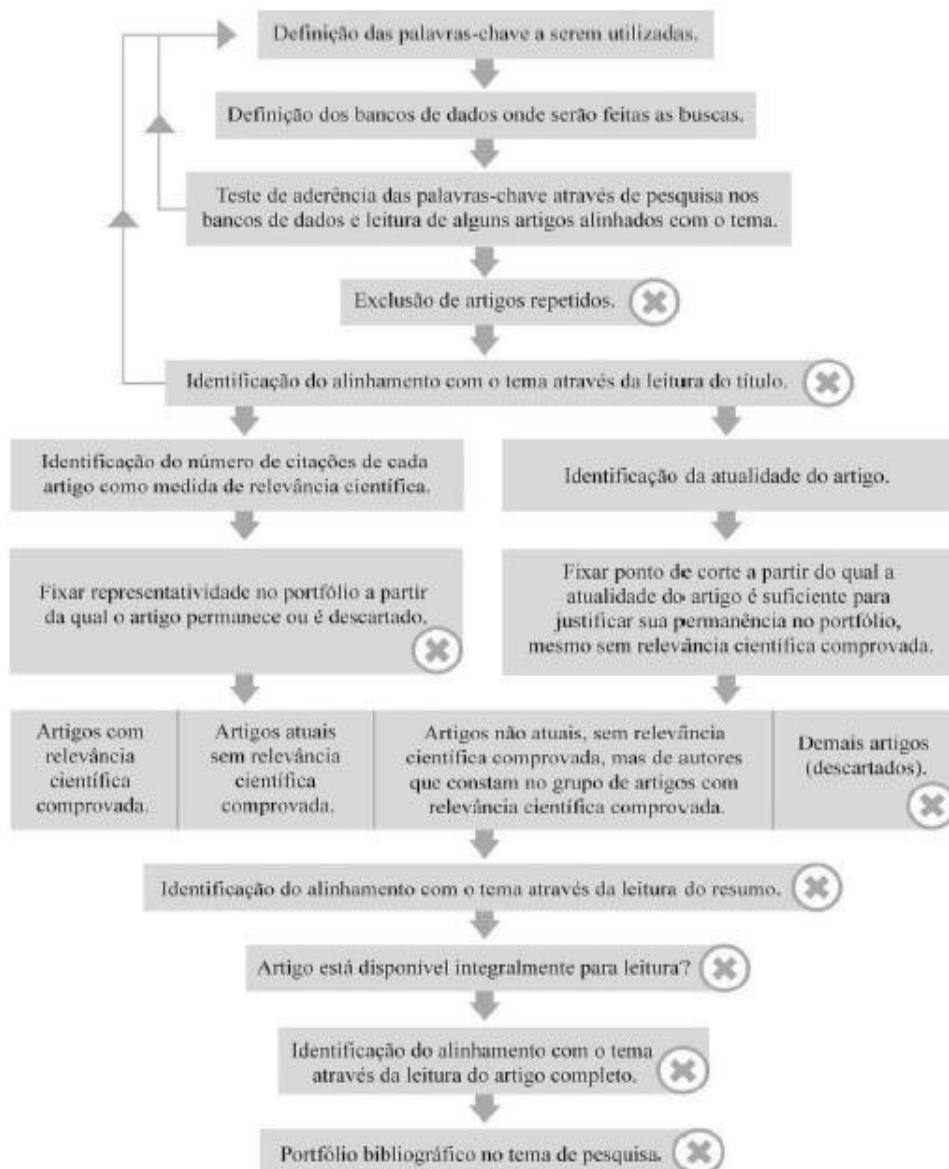 Definição das palavras-chave a serem utilizadas.
Definição dos bancos de dados onde serão feitas as buscas.
Teste de aderência das palavras-chave através de pesquisa nos
bancos de dados e leitura de alguns artigos alinhados com o tema.
Exclusão de artigos repetidos.
Identificação do alinhamento com o tema através da leitura do título.
Identificação do número de citações de cada
artigo como medida de relevância científica.
Identificação da atualidade do artigo.
Fixar representatividade no portfólio a partir
da qual o artigo permanece ou é descartado.
Fixar ponto de corte a partir do qual a
atualidade do artigo é suficiente para
justificar sua permanência no portfólio,
mesmo sem relevância científica comprovada.
Artigos com
relevância
científica
comprovada.
Artigos atuais
sem relevância
científica
comprovada.
Artigos não atuais, sem relevância
científica comprovada, mas de autores
que constam no grupo de artigos com
relevância científica comprovada.
Demais artigos
(descartados).
Identificação do alinhamento com o tema através da leitura do resumo.
Artigo está disponível integralmente para leitura?
Identificação do alinhamento com o tema
através da leitura do artigo completo.
Portfólio bibliográfico no tema de pesquisa.